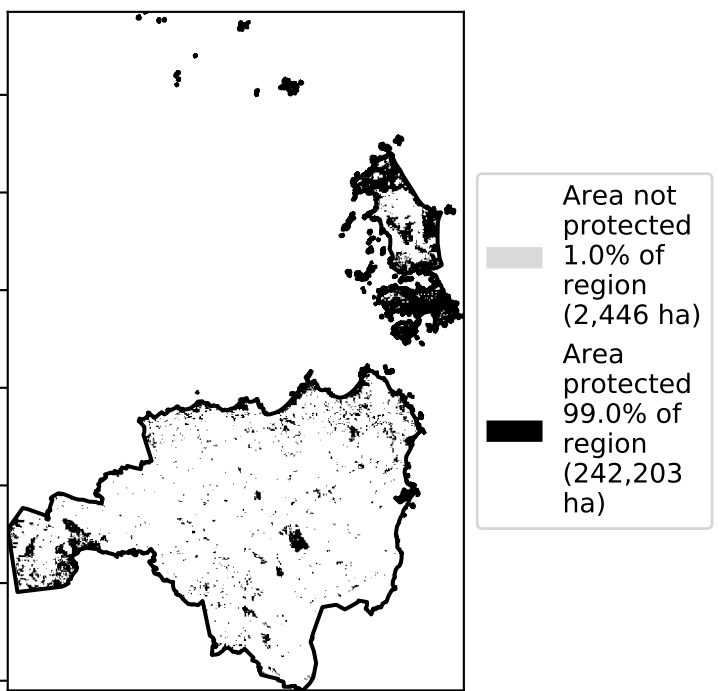 Area not
protected
1.0% of
region
(2,446 ha)
Area
protected
99.0% of
region
(242,203
ha)